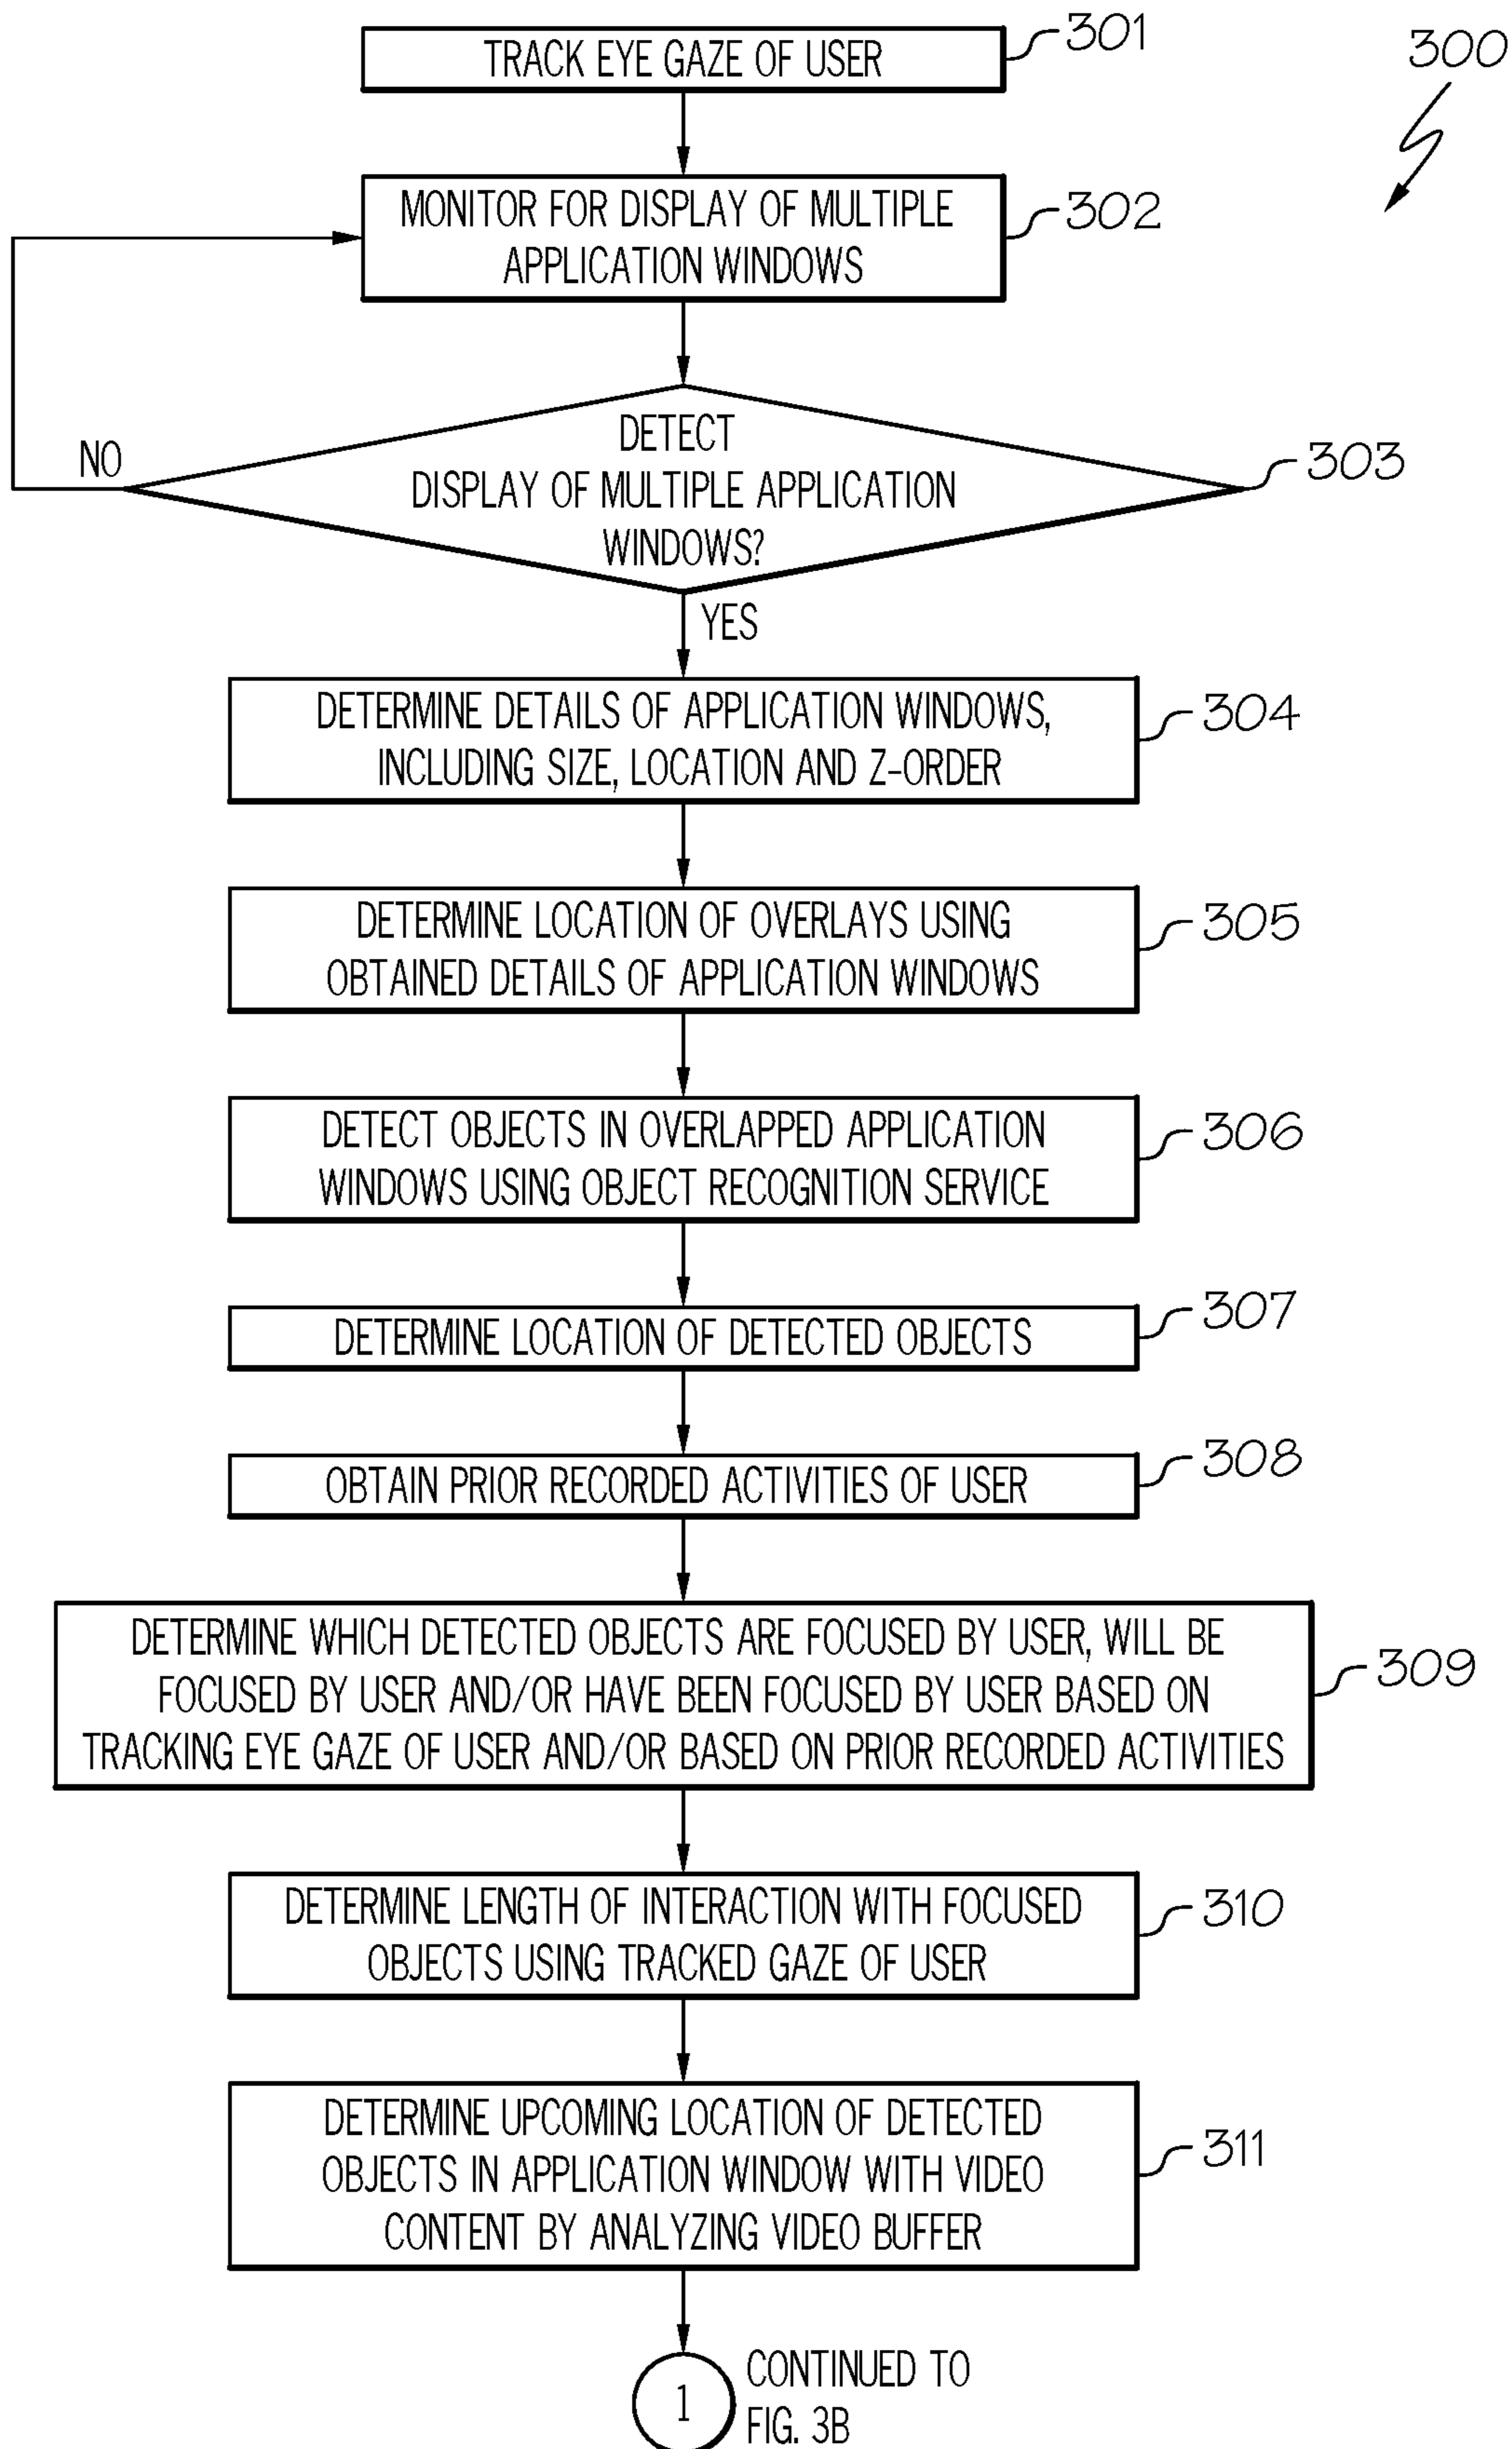 TRACK EYE GAZE OF USER
301
300
MONITOR FOR DISPLAY OF MULTIPLE
APPLICATION WINDOWS
302
DETECT
DISPLAY OF MULTIPLE APPLICATION
WINDOWS?
NO
303
YES
DETERMINE DETAILS OF APPLICATION WINDOWS,
INCLUDING SIZE, LOCATION AND Z-ORDER
304
DETERMINE LOCATION OF OVERLAYS USING
OBTAINED DETAILS OF APPLICATION WINDOWS
305
DETECT OBJECTS IN OVERLAPPED APPLICATION
WINDOWS USING OBJECT RECOGNITION SERVICE
306
DETERMINE LOCATION OF DETECTED OBJECTS
307
OBTAIN PRIOR RECORDED ACTIVITIES OF USER
308
DETERMINE WHICH DETECTED OBJECTS ARE FOCUSED BY USER, WILL BE
FOCUSED BY USER AND/OR HAVE BEEN FOCUSED BY USER BASED ON
TRACKING EYE GAZE OF USER AND/OR BASED ON PRIOR RECORDED ACTIVITIES
309
DETERMINE LENGTH OF INTERACTION WITH FOCUSED
OBJECTS USING TRACKED GAZE OF USER
310
DETERMINE UPCOMING LOCATION OF DETECTED
OBJECTS IN APPLICATION WINDOW WITH VIDEO
CONTENT BY ANALYZING VIDEO BUFFER
311
1
CONTINUED TO
FIG. 3B